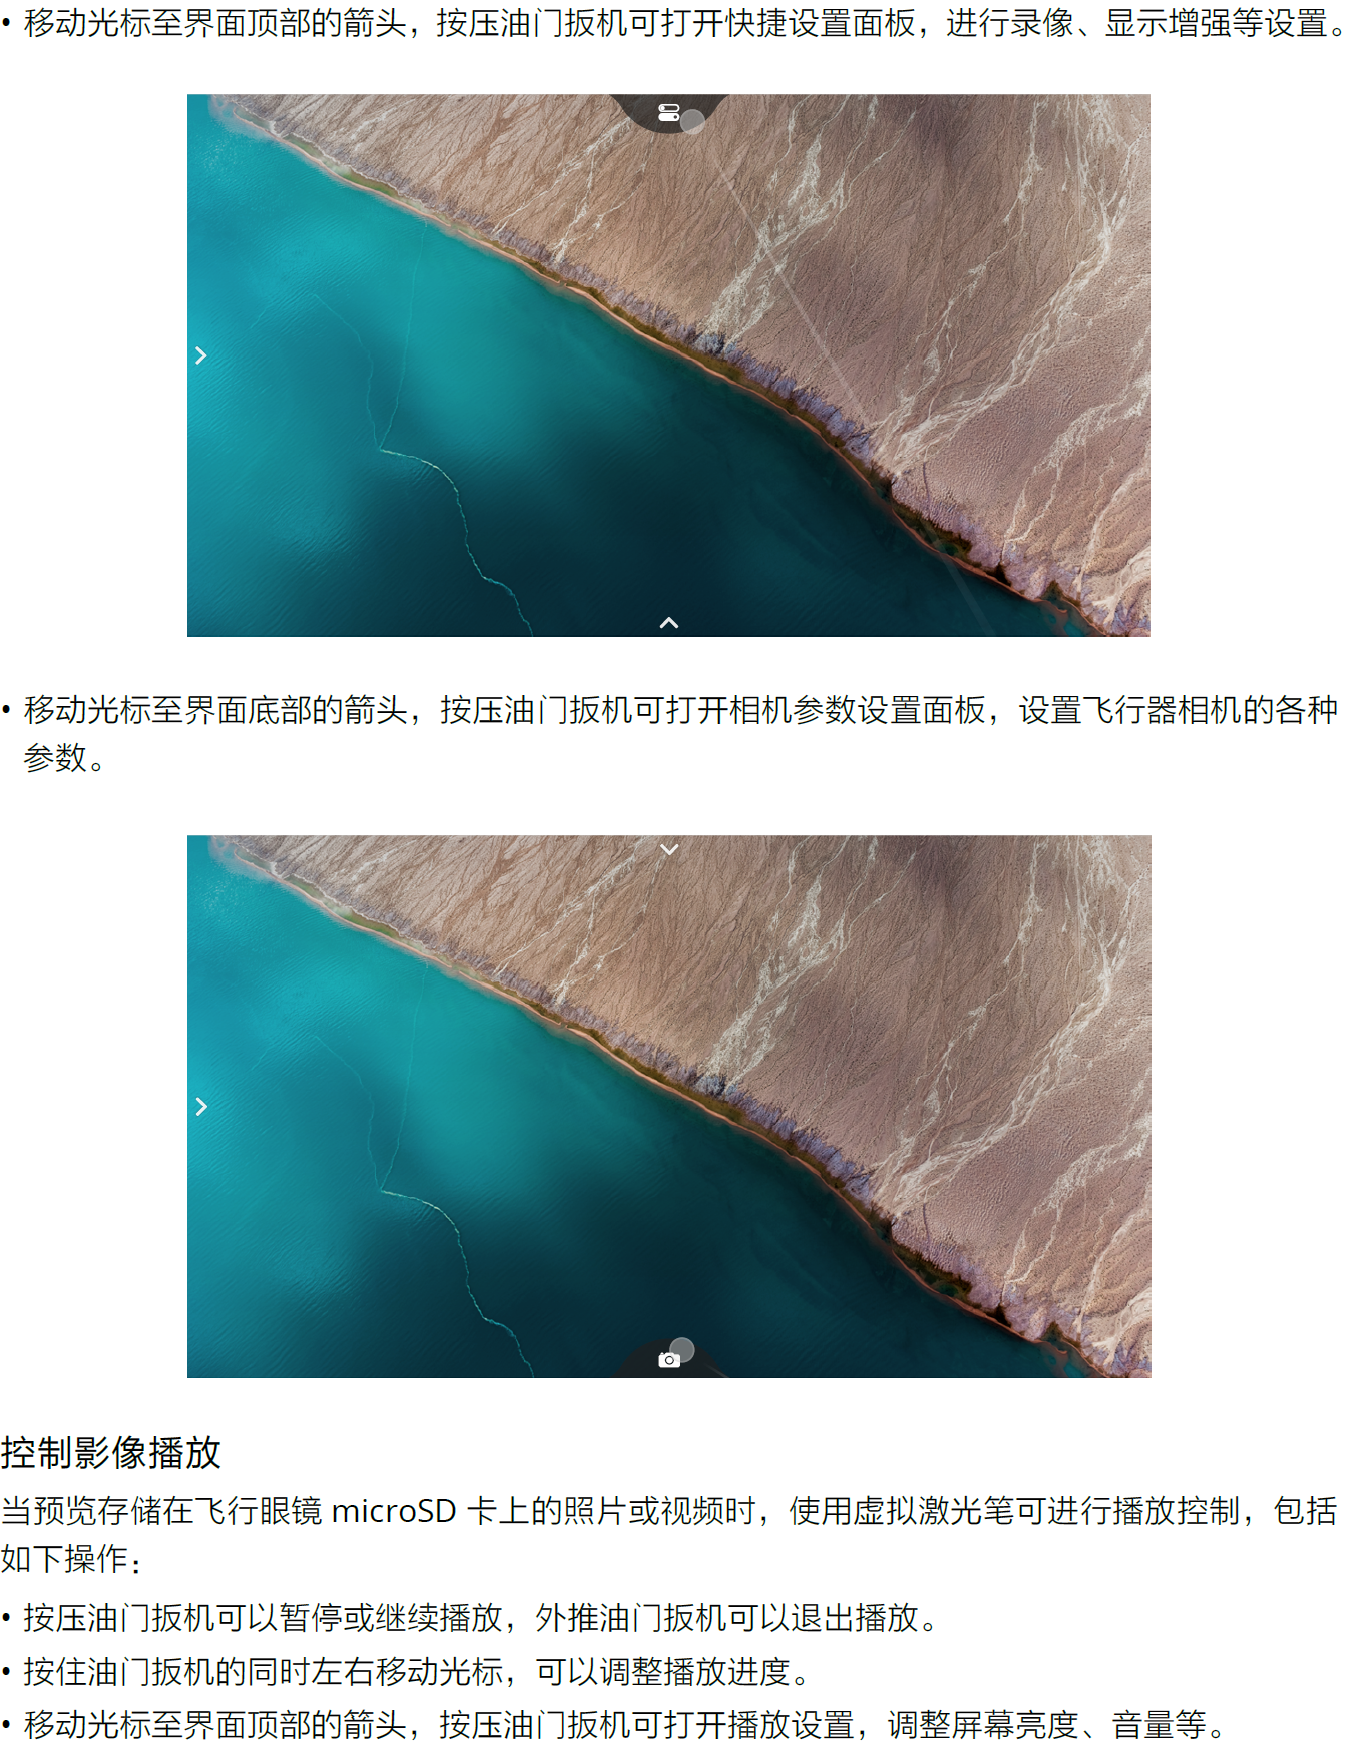 • 移动光标至界面顶部的箭头，按压油门扳机可打开快捷设置面板，进行录像、显示增强等设置。
• 移动光标至界面底部的箭头，按压油门扳机可打开相机参数设置面板，设置飞行器相机的各种
参数。
控制影像播放
当预览存储在飞行眼镜 microSD 卡上的照片或视频时，使用虚拟激光笔可进行播放控制，包括
如下操作：
• 按压油门扳机可以暂停或继续播放，外推油门扳机可以退出播放。
• 按住油门扳机的同时左右移动光标，可以调整播放进度。
• 移动光标至界面顶部的箭头，按压油门扳机可打开播放设置，调整屏幕亮度、音量等。